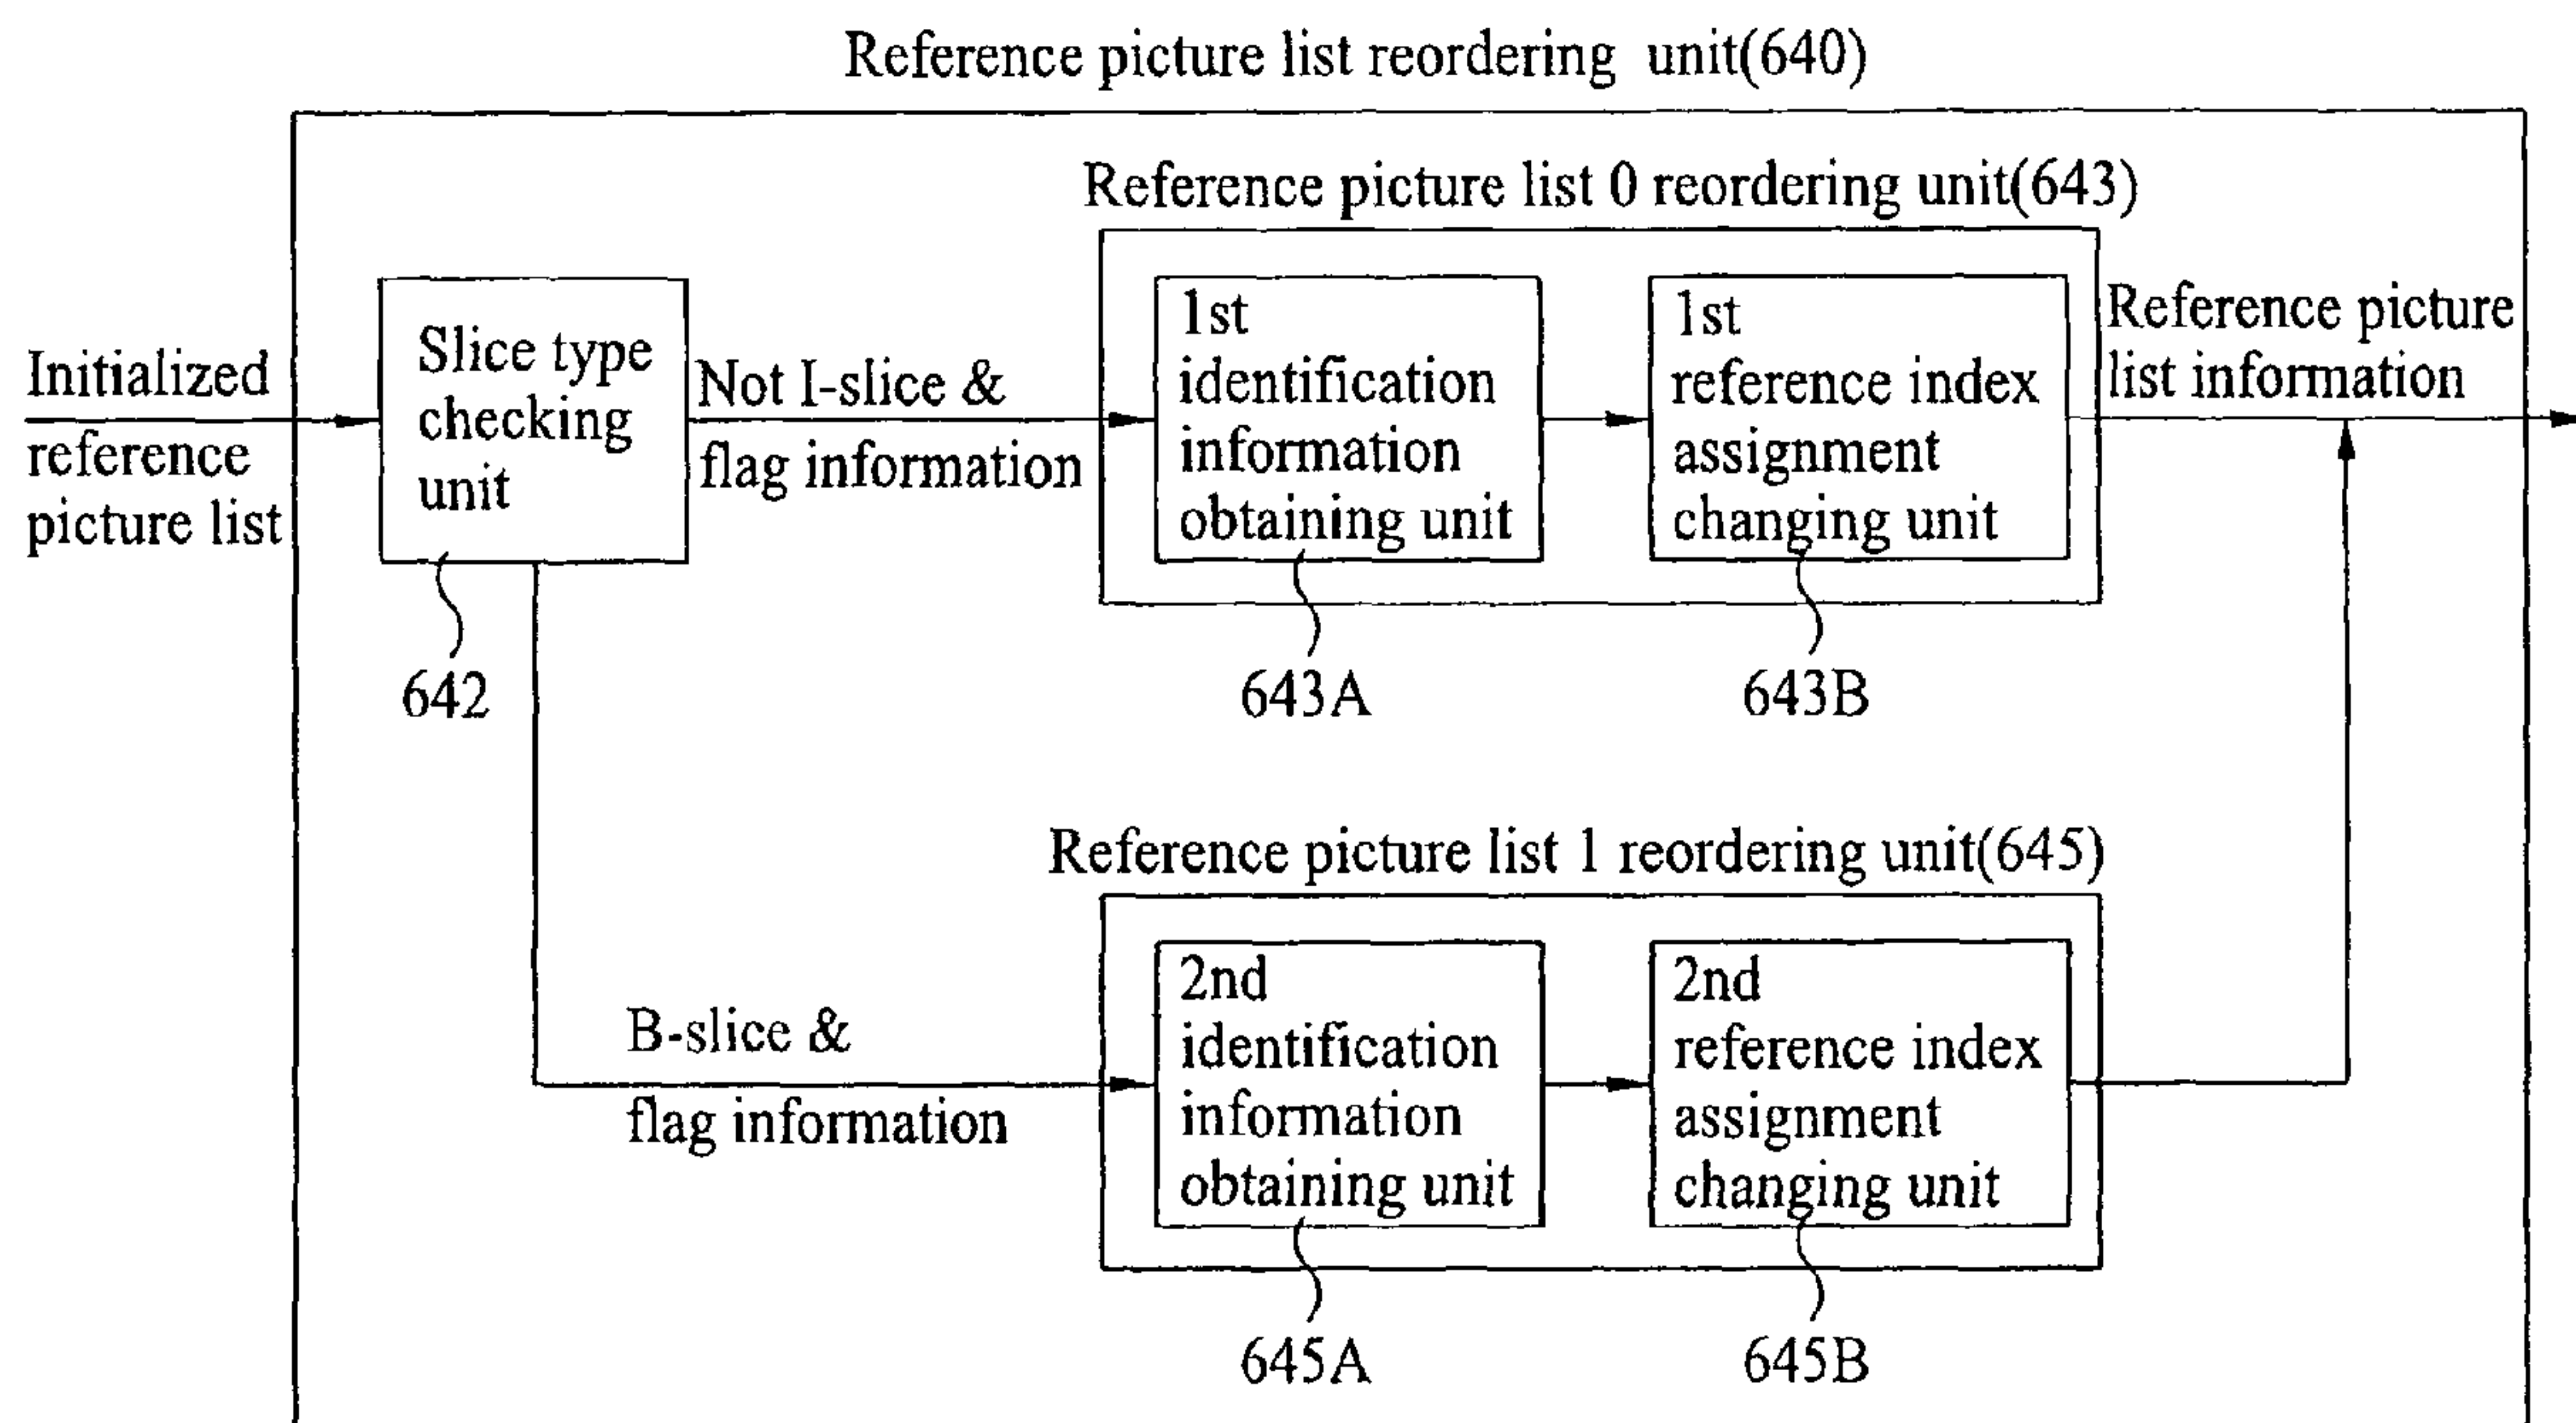 Reference picture list reordering unit(640)
Reference picture list 0 reordering unit(643)
Initialized
reference
picture list
Slice type
checking
unit
642
Not I-slice &
flag information
1st
identification
information
obtaining unit
643A
1st
reference index
assignment
changing unit
643B
Reference picture
list information
Reference picture list 1 reordering unit(645)
B-slice &
flag information
2nd
identification
information
obtaining unit
645A
2nd
reference index
assignment
changing unit
645B